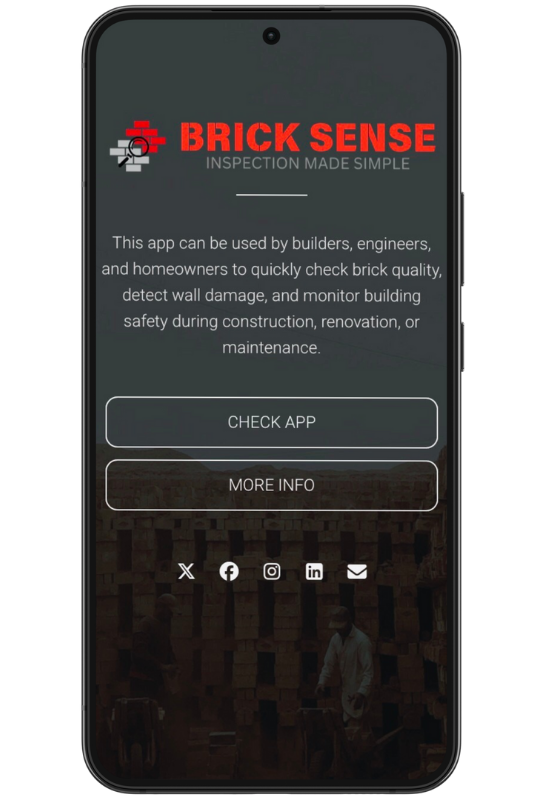 BRICK SENSE
INSPECTION MADE SIMPLE
This app can be used by builders, engineers,
and homeowners to quickly check brick quality,
detect wall damage, and monitor building
safety during construction, renovation, or
maintenance.
CHECK APP
MORE INFO